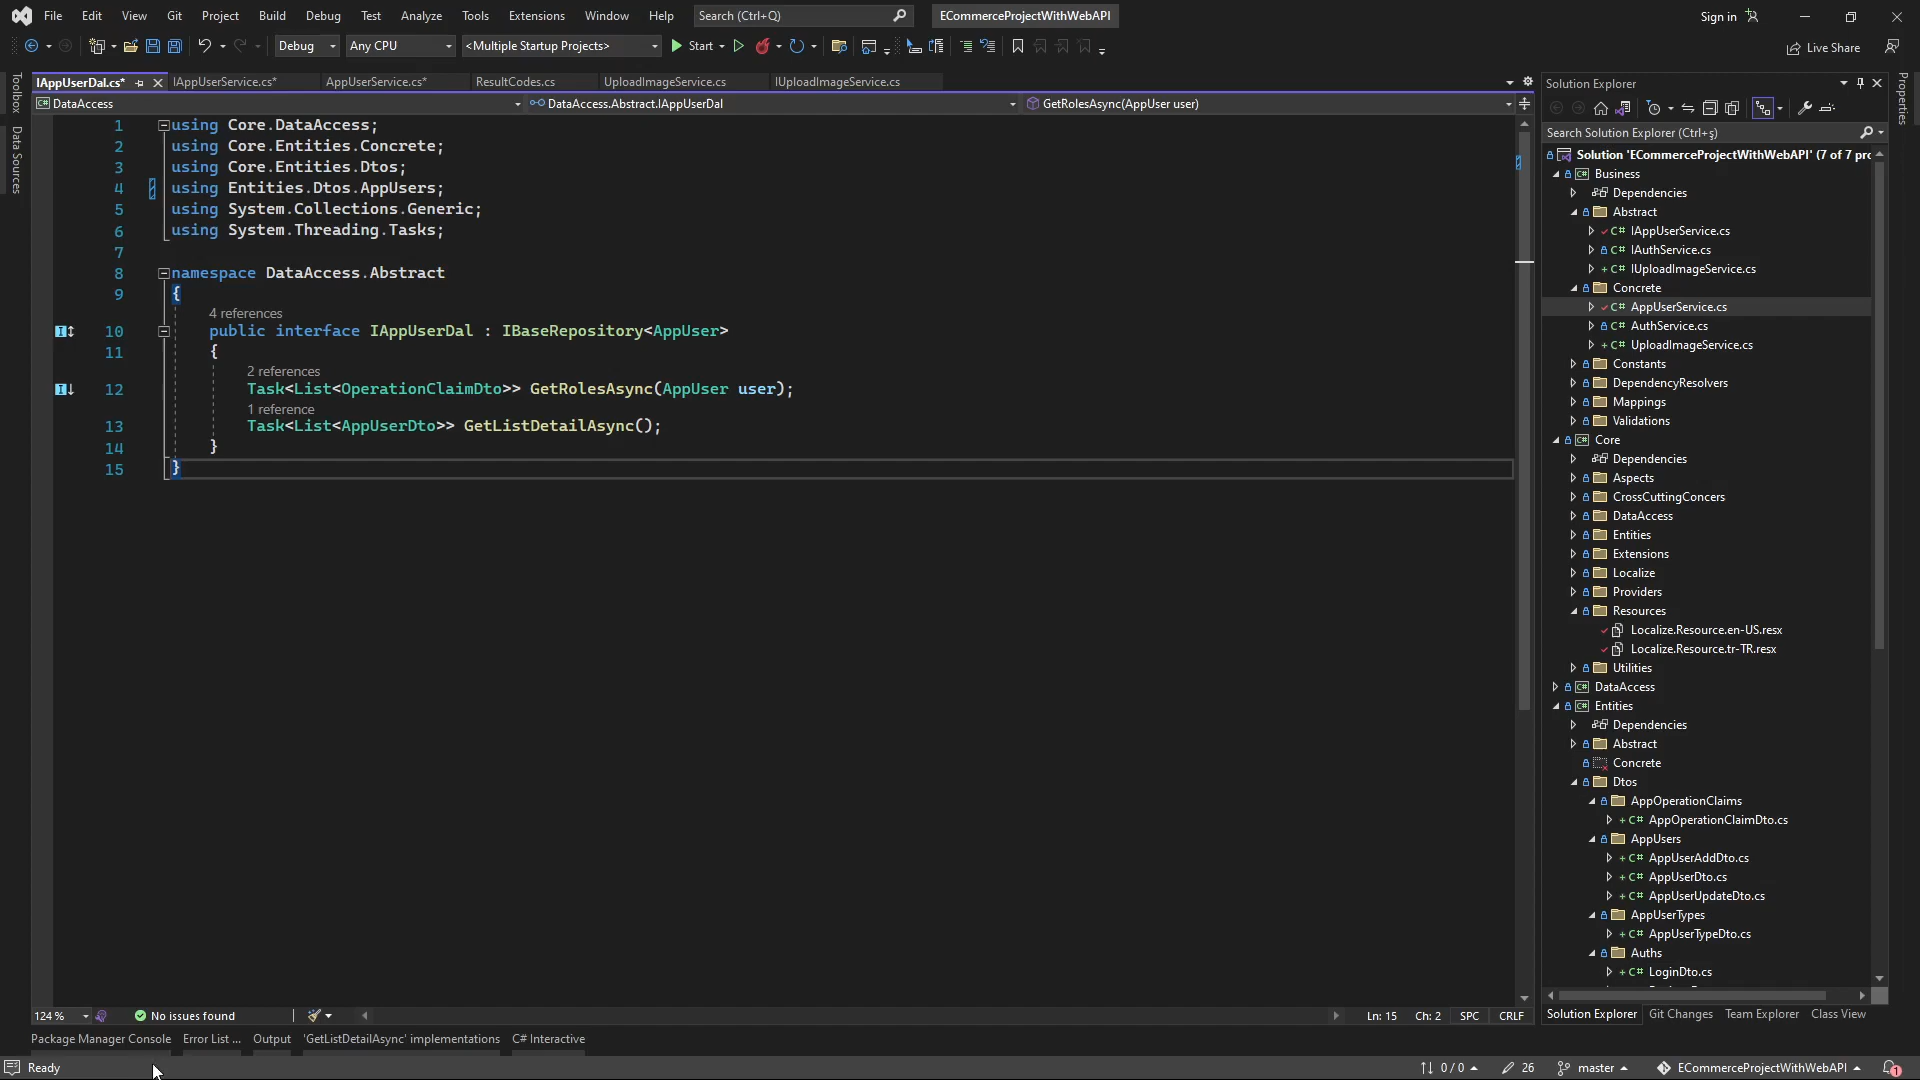 File Edit View Git Project Build Debug Test Analyze Tools Extensions Window Help Search (Ctrl+Q) ECommerceProjectWithWebAPI Sign in
Debug Any CPU <Multiple Startup Projects> Start Live Share
IAppUserDal.cs* IAppUserService.cs* AppUserService.cs* ResultCodes.cs UploadImageService.cs IUploadImageService.cs
DataAccess DataAccess.Abstract.IAppUserDal GetRolesAsync(AppUser user)
Toolbox
Data Sources
1 using Core.DataAccess;
2 using Core.Entities.Concrete;
3 using Core.Entities.Dtos;
4 using Entities.Dtos.AppUsers;
5 using System.Collections.Generic;
6 using System.Threading.Tasks;
7
8 namespace DataAccess.Abstract
9 {
4 references
10 public interface IAppUserDal : IBaseRepository<AppUser>
11 {
2 references
12 Task<List<OperationClaimDto>> GetRolesAsync(AppUser user);
1 reference
13 Task<List<AppUserDto>> GetListDetailAsync();
14 }
15 }
124 % No issues found Ln: 15 Ch: 2 SPC CRLF
Solution Explorer
Search Solution Explorer (Ctrl+ş)
Solution 'ECommerceProjectWithWebAPI' (7 of 7 pro
Business
Dependencies
Abstract
C# IAppUserService.cs
C# IAuthService.cs
C# IUploadImageService.cs
Concrete
C# AppUserService.cs
C# AuthService.cs
C# UploadImageService.cs
Constants
DependencyResolvers
Mappings
Validations
Core
Dependencies
Aspects
CrossCuttingConcers
DataAccess
Entities
Extensions
Localize
Providers
Resources
Localize.Resource.en-US.resx
Localize.Resource.tr-TR.resx
Utilities
DataAccess
Entities
Dependencies
Abstract
Concrete
Dtos
AppOperationClaims
C# AppOperationClaimDto.cs
AppUsers
C# AppUserAddDto.cs
C# AppUserDto.cs
C# AppUserUpdateDto.cs
AppUserTypes
C# AppUserTypeDto.cs
Auths
C# LoginDto.cs
Solution Explorer Git Changes Team Explorer Class View
Properties
Package Manager Console Error List ... Output 'GetListDetailAsync' implementations C# Interactive
Ready 0 / 0 26 master ECommerceProjectWithWebAPI 1